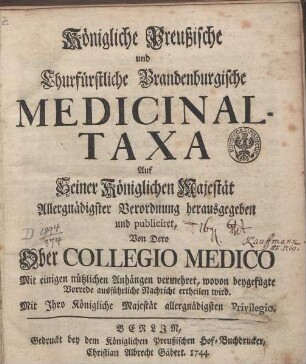 Königliche Preußische
und
Churfürstliche Brandenburgische
MEDICINAL-
TAXA
Auf
Seiner Königlichen Majestät
Allergnädigster Verordnung herausgegeben
und publiciret,
Von Dero
Ober COLLEGIO MEDICO
Mit einigen nützlichen Anhängen vermehret, wovon beygefügte
Vorrede ausführliche Nachricht ertheilen wird.
Mit Ihro Königliche Majestät allergnädigsten Privilegio.
BERLIN,
Gedruckt bey dem Königlichen Preußischen Hof-Buchdrucker,
Christian Albrecht Gäbert. 1744
Kauffmann